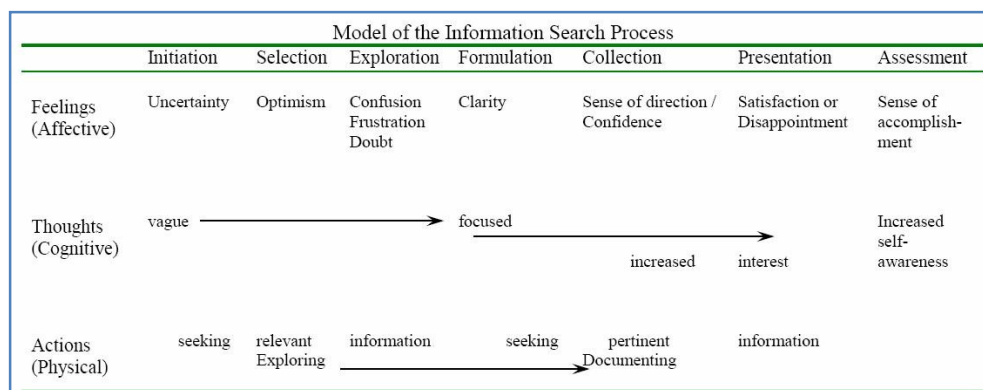 Model of the Information Search Process
Initiation Selection Exploration Formulation Collection Presentation Assessment
Feelings (Affective)
Uncertainty
Optimism
Confusion
Frustration
Doubt
Clarity
Sense of direction /
Confidence
Satisfaction or
Disappointment
Sense of
accomplish-
ment
Thoughts
(Cognitive)
vague
focused
increased interest
Increased
self-
awareness
Actions
(Physical)
seeking relevant information seeking pertinent information
Exploring Documenting